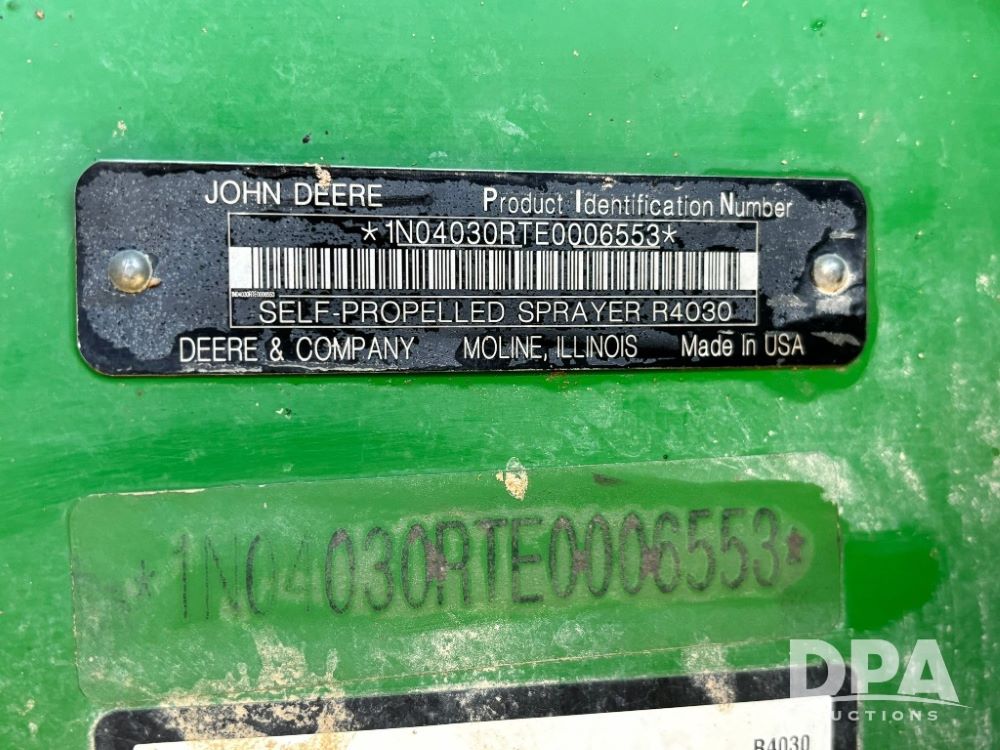 JOHN DEERE Product Identification Number
*1N04030RTE0006553*
1N04030RTE0006553
SELF-PROPELLED SPRAYER R4030
DEERE & COMPANY MOLINE, ILLINOIS Made In USA
*1N04030RTE0006553*
DPA
AUCTIONS
R4030